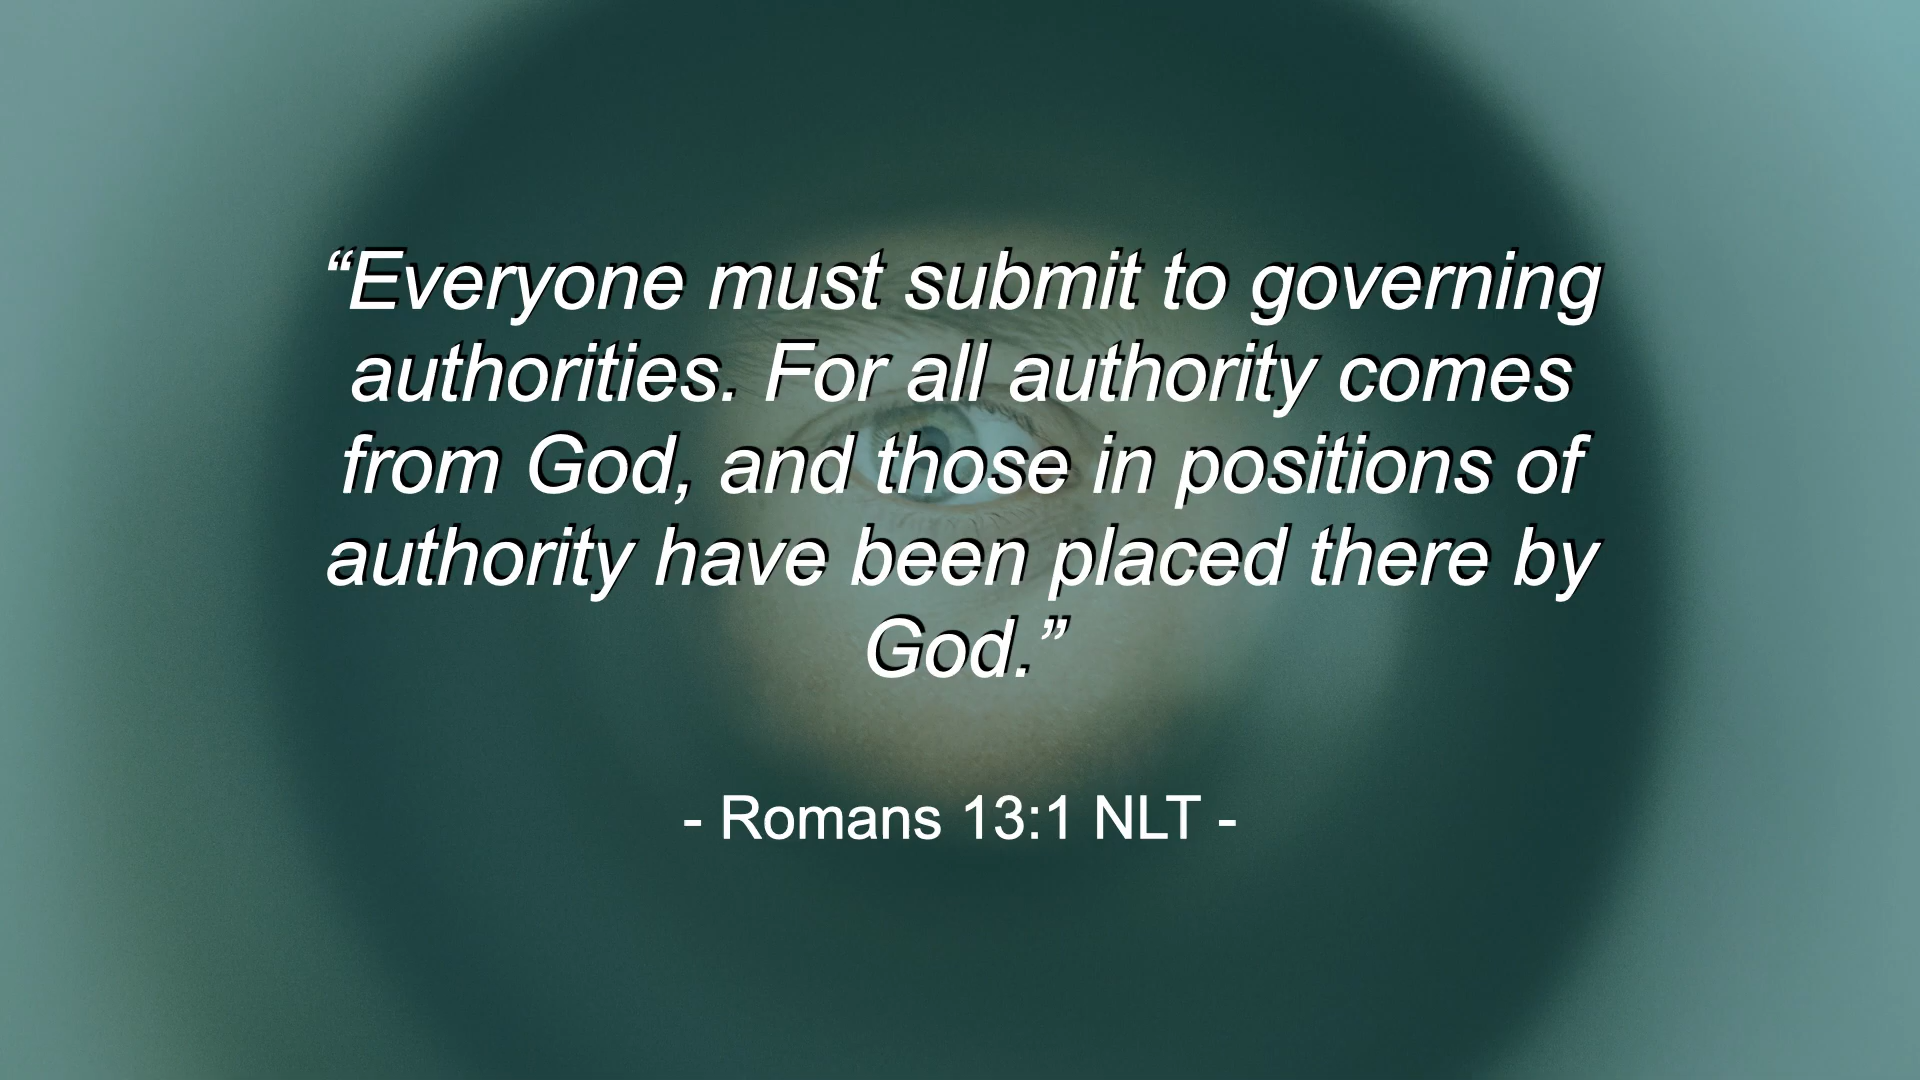 “Everyone must submit to governing
authorities. For all authority comes
from God, and those in positions of
authority have been placed there by
God.”
- Romans 13:1 NLT -